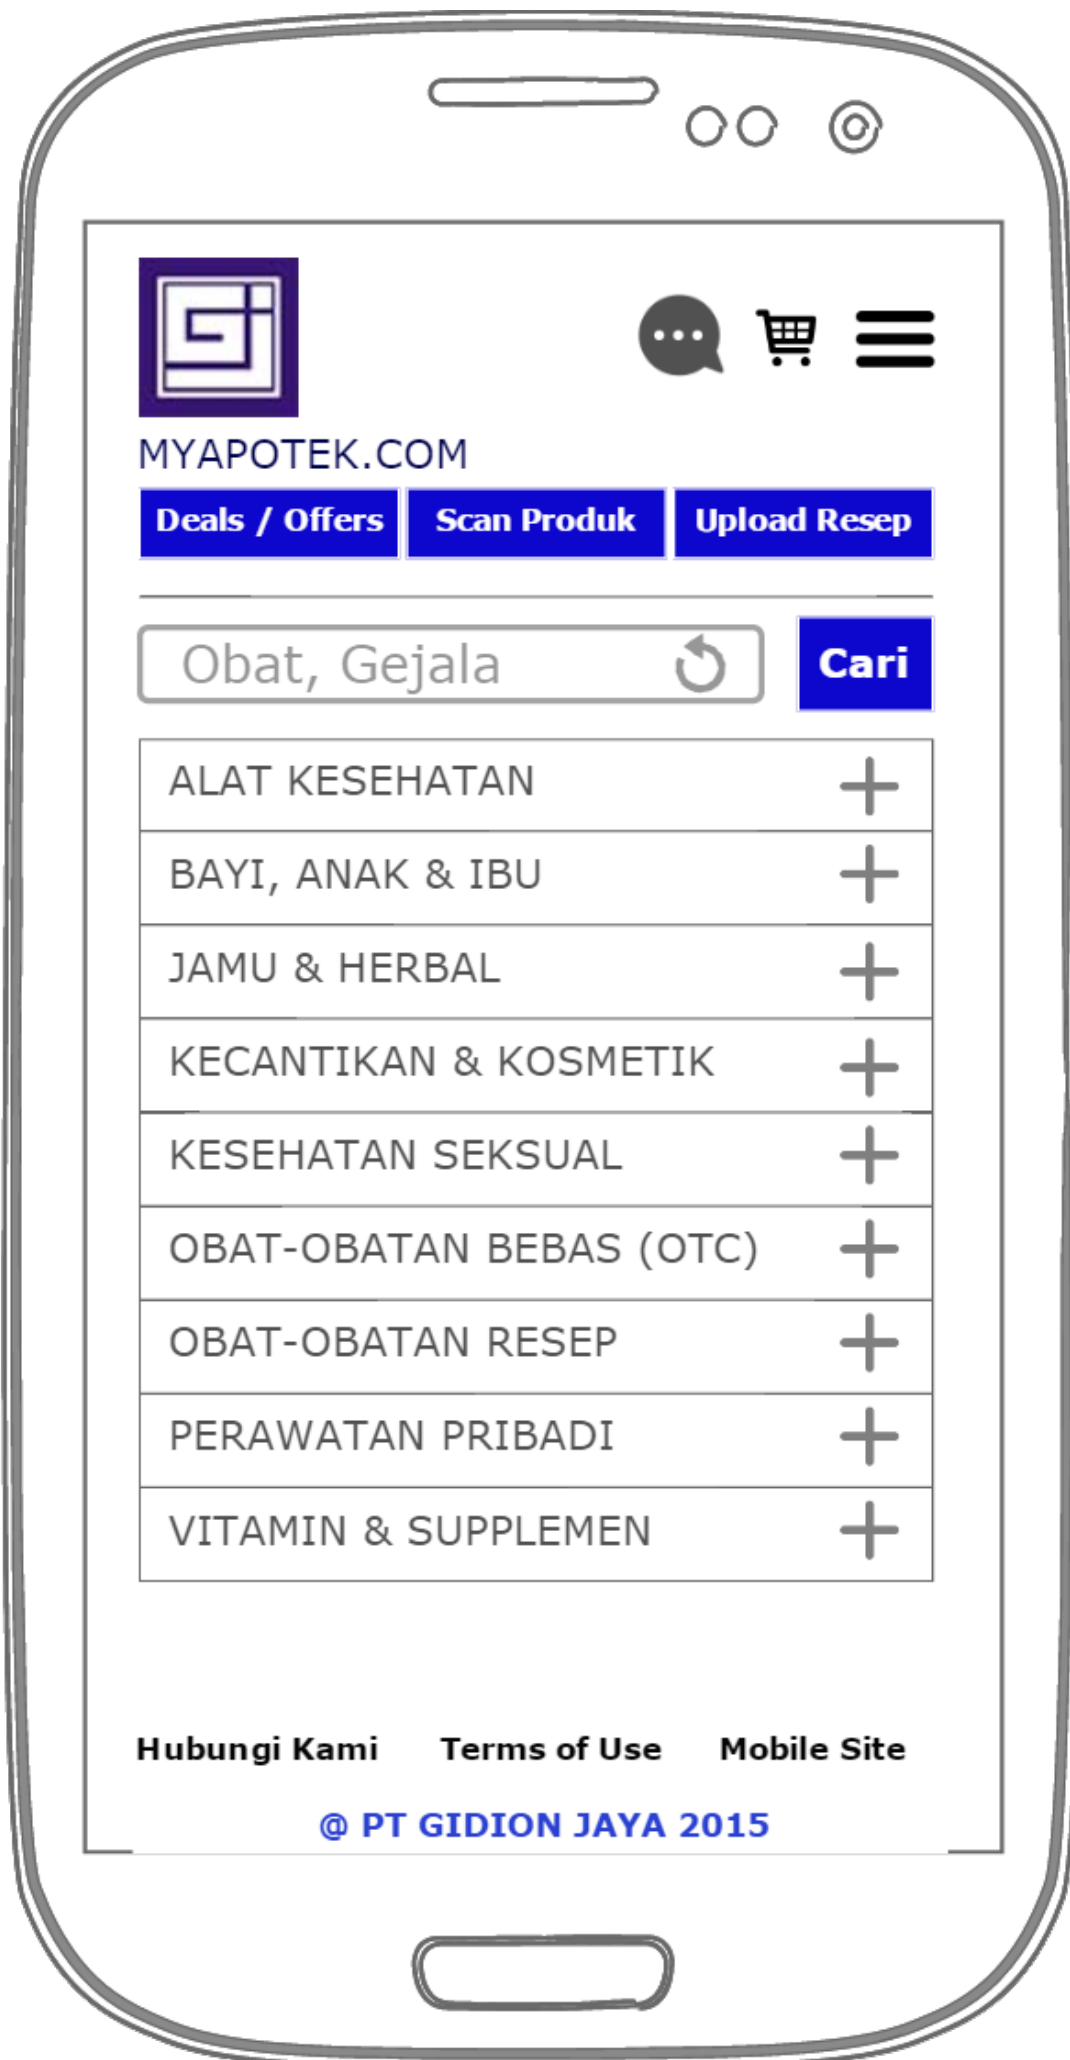 MYAPOTEK.COM
Deals / Offers Scan Produk Upload Resep
Obat, Gejala Cari
ALAT KESEHATAN
BAYI, ANAK & IBU
JAMU & HERBAL
KECANTIKAN & KOSMETIK
KESEHATAN SEKSUAL
OBAT-OBATAN BEBAS (OTC)
OBAT-OBATAN RESEP
PERAWATAN PRIBADI
VITAMIN & SUPPLEMEN
Hubungi Kami Terms of Use Mobile Site
@ PT GIDION JAYA 2015